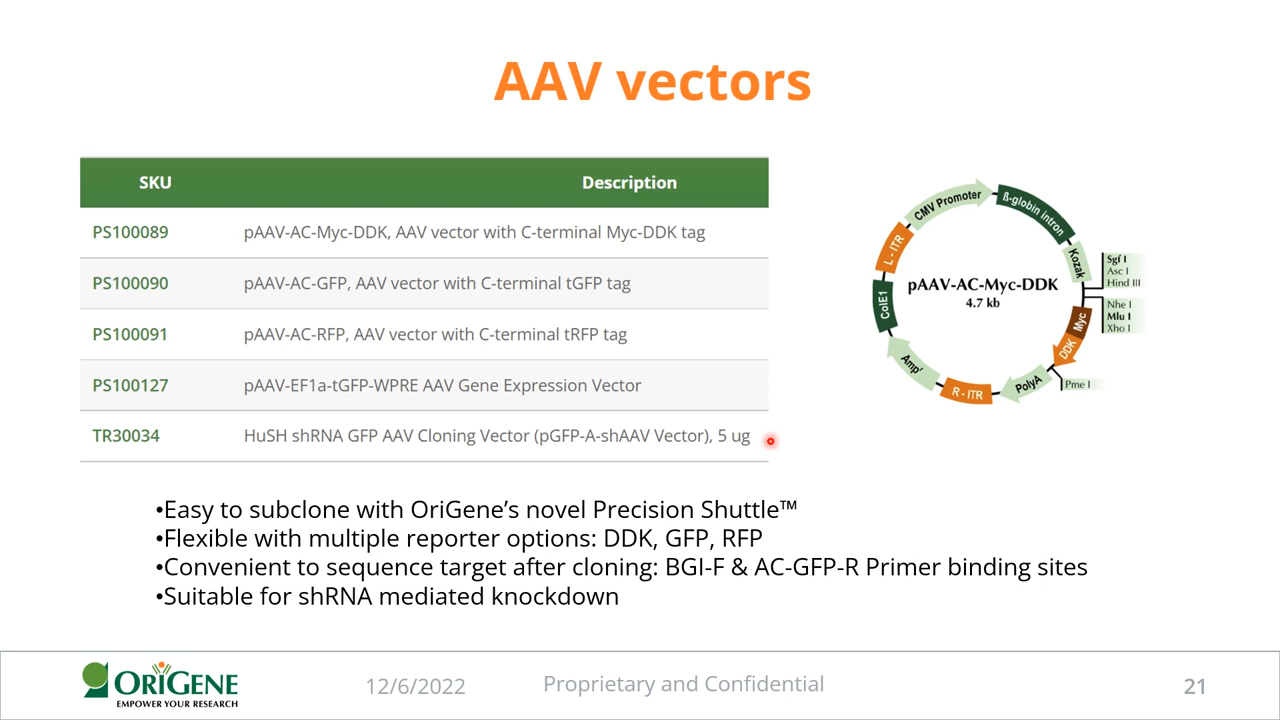 AAV vectors
SKU Description
PS100089 pAAV-AC-Myc-DDK, AAV vector with C-terminal Myc-DDK tag
PS100090 pAAV-AC-GFP, AAV vector with C-terminal tGFP tag
PS100091 pAAV-AC-RFP, AAV vector with C-terminal tRFP tag
PS100127 pAAV-EF1a-tGFP-WPRE AAV Gene Expression Vector
TR30034 HuSH shRNA GFP AAV Cloning Vector (pGFP-A-shAAV Vector), 5 ug
CMV Promoter
ß-globin intron
Kozak
Sgf I
Asc I
Hind III
Nhe I
Mlu I
Xho I
Myc
DDK
Pme I
PolyA
R - ITR
Ampʳ
ColE1
L - ITR
pAAV-AC-Myc-DDK
4.7 kb
•Easy to subclone with OriGene’s novel Precision Shuttle™
•Flexible with multiple reporter options: DDK, GFP, RFP
•Convenient to sequence target after cloning: BGI-F & AC-GFP-R Primer binding sites
•Suitable for shRNA mediated knockdown
ORIGENE
EMPOWER YOUR RESEARCH
12/6/2022
Proprietary and Confidential
21